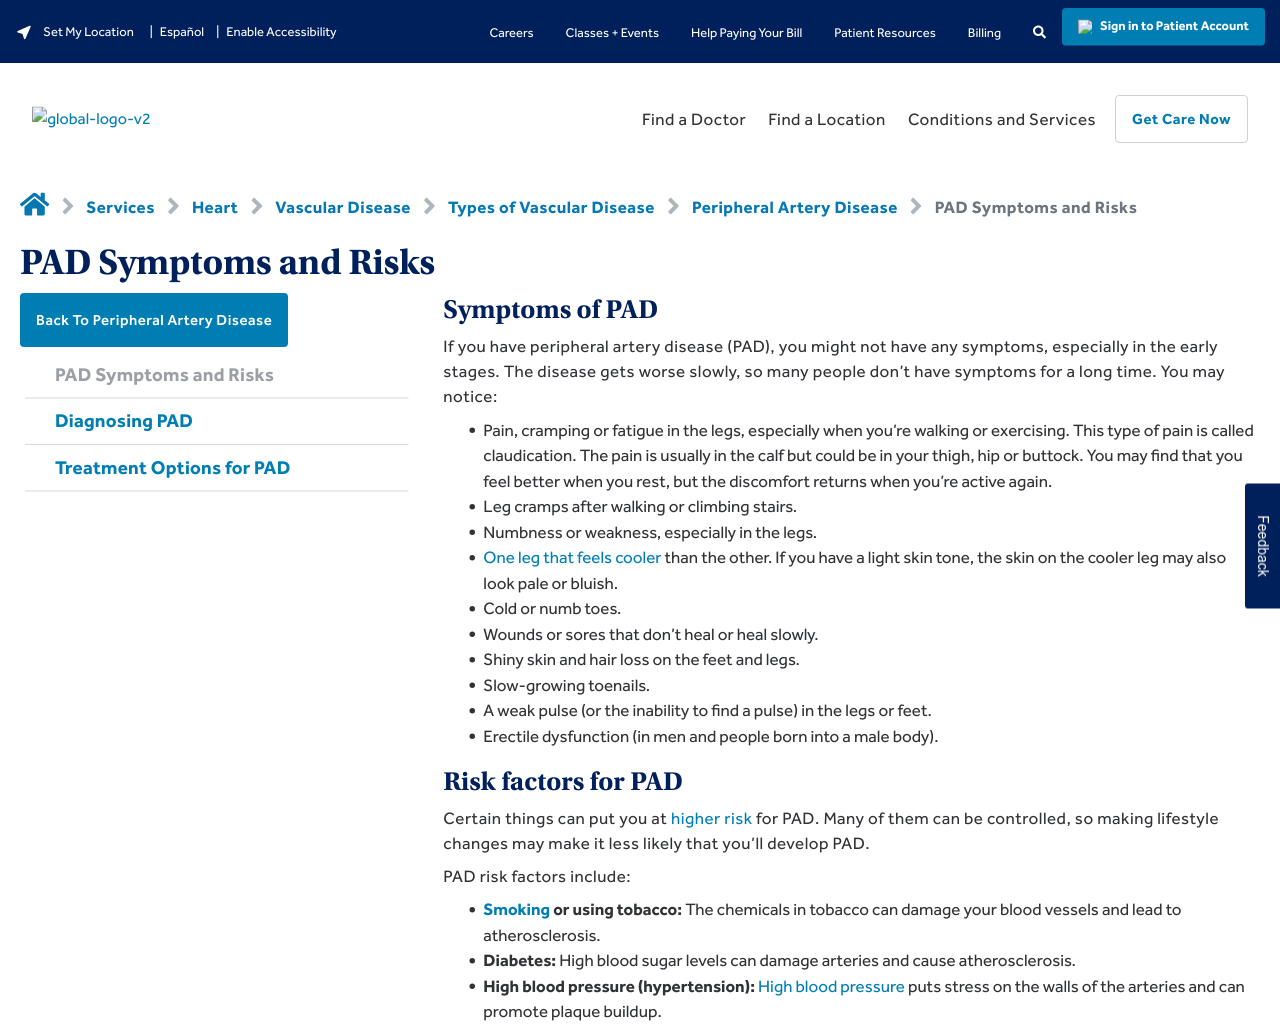 Set My Location | Español | Enable Accessibility Careers Classes + Events Help Paying Your Bill Patient Resources Billing Sign in to Patient Account
global-logo-v2 Find a Doctor Find a Location Conditions and Services Get Care Now
Services Heart Vascular Disease Types of Vascular Disease Peripheral Artery Disease PAD Symptoms and Risks
PAD Symptoms and Risks
Back To Peripheral Artery Disease
PAD Symptoms and Risks
Diagnosing PAD
Treatment Options for PAD
Symptoms of PAD
If you have peripheral artery disease (PAD), you might not have any symptoms, especially in the early
stages. The disease gets worse slowly, so many people don’t have symptoms for a long time. You may
notice:
• Pain, cramping or fatigue in the legs, especially when you’re walking or exercising. This type of pain is called
claudication. The pain is usually in the calf but could be in your thigh, hip or buttock. You may find that you
feel better when you rest, but the discomfort returns when you’re active again.
• Leg cramps after walking or climbing stairs.
• Numbness or weakness, especially in the legs.
• One leg that feels cooler than the other. If you have a light skin tone, the skin on the cooler leg may also
look pale or bluish.
• Cold or numb toes.
• Wounds or sores that don’t heal or heal slowly.
• Shiny skin and hair loss on the feet and legs.
• Slow-growing toenails.
• A weak pulse (or the inability to find a pulse) in the legs or feet.
• Erectile dysfunction (in men and people born into a male body).
Risk factors for PAD
Certain things can put you at higher risk for PAD. Many of them can be controlled, so making lifestyle
changes may make it less likely that you’ll develop PAD.
PAD risk factors include:
• Smoking or using tobacco: The chemicals in tobacco can damage your blood vessels and lead to
atherosclerosis.
• Diabetes: High blood sugar levels can damage arteries and cause atherosclerosis.
• High blood pressure (hypertension): High blood pressure puts stress on the walls of the arteries and can
promote plaque buildup.
Feedback